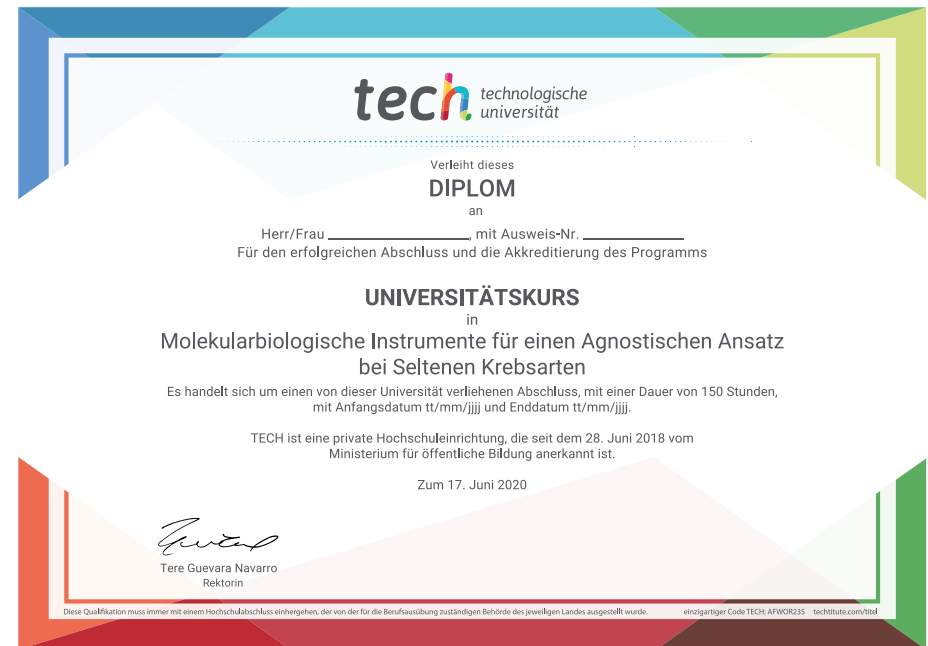 tech technologische
universität
Verleiht dieses
DIPLOM
an
Herr/Frau ____________________, mit Ausweis-Nr. ______________
Für den erfolgreichen Abschluss und die Akkreditierung des Programms
UNIVERSITÄTSKURS
in
Molekularbiologische Instrumente für einen Agnostischen Ansatz
bei Seltenen Krebsarten
Es handelt sich um einen von dieser Universität verliehenen Abschluss, mit einer Dauer von 150 Stunden,
mit Anfangsdatum tt/mm/jjjj und Enddatum tt/mm/jjjj.
TECH ist eine private Hochschuleinrichtung, die seit dem 28. Juni 2018 vom
Ministerium für öffentliche Bildung anerkannt ist.
Zum 17. Juni 2020
Tere Guevara Navarro
Rektorin
Diese Qualifikation muss immer mit einem Hochschulabschluss einhergehen, der von der für die Berufsausübung zuständigen Behörde des jeweiligen Landes ausgestellt wurde. einzigartiger Code TECH: AFWOR235 techtitute.com/titel